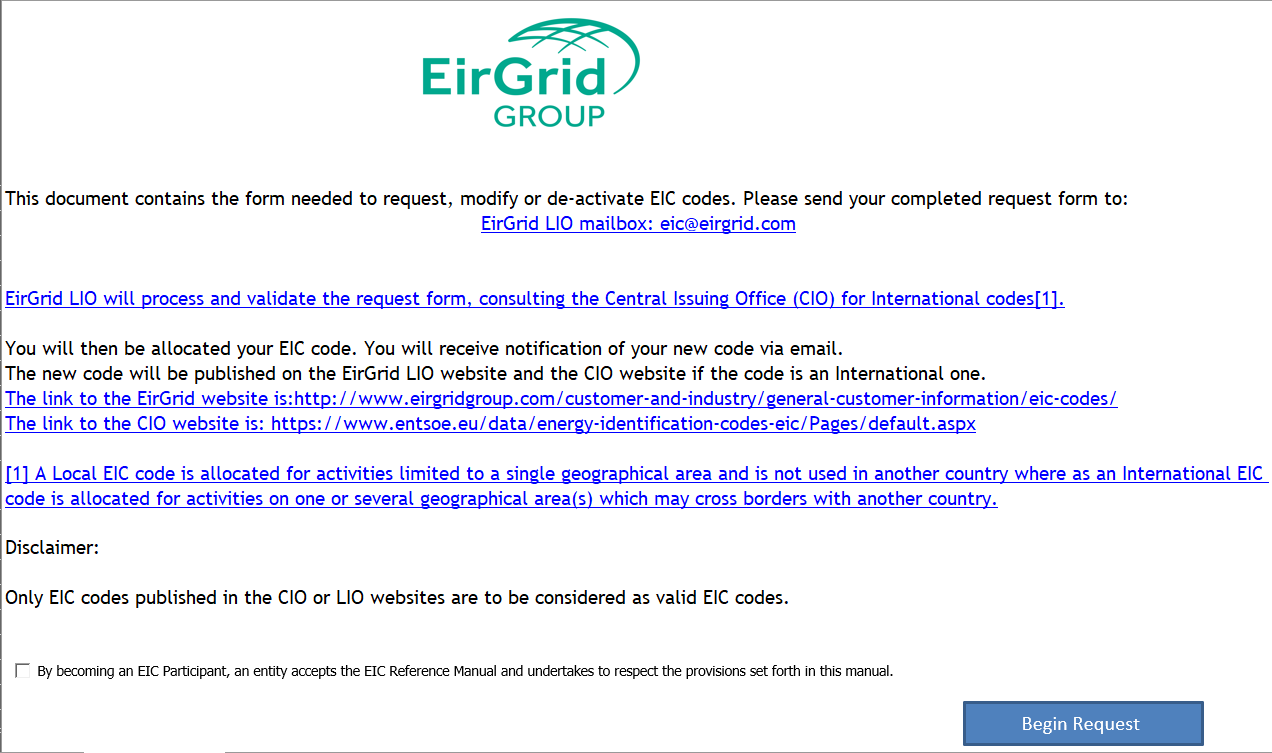 EirGrid
GROUP
This document contains the form needed to request, modify or de-activate EIC codes. Please send your completed request form to:
EirGrid LIO mailbox: eic@eirgrid.com
EirGrid LIO will process and validate the request form, consulting the Central Issuing Office (CIO) for International codes[1].
You will then be allocated your EIC code. You will receive notification of your new code via email.
The new code will be published on the EirGrid LIO website and the CIO website if the code is an International one.
The link to the EirGrid website is:http://www.eirgridgroup.com/customer-and-industry/general-customer-information/eic-codes/
The link to the CIO website is: https://www.entsoe.eu/data/energy-identification-codes-eic/Pages/default.aspx
[1] A Local EIC code is allocated for activities limited to a single geographical area and is not used in another country where as an International EIC
code is allocated for activities on one or several geographical area(s) which may cross borders with another country.
Disclaimer:
Only EIC codes published in the CIO or LIO websites are to be considered as valid EIC codes.
By becoming an EIC Participant, an entity accepts the EIC Reference Manual and undertakes to respect the provisions set forth in this manual.
Begin Request